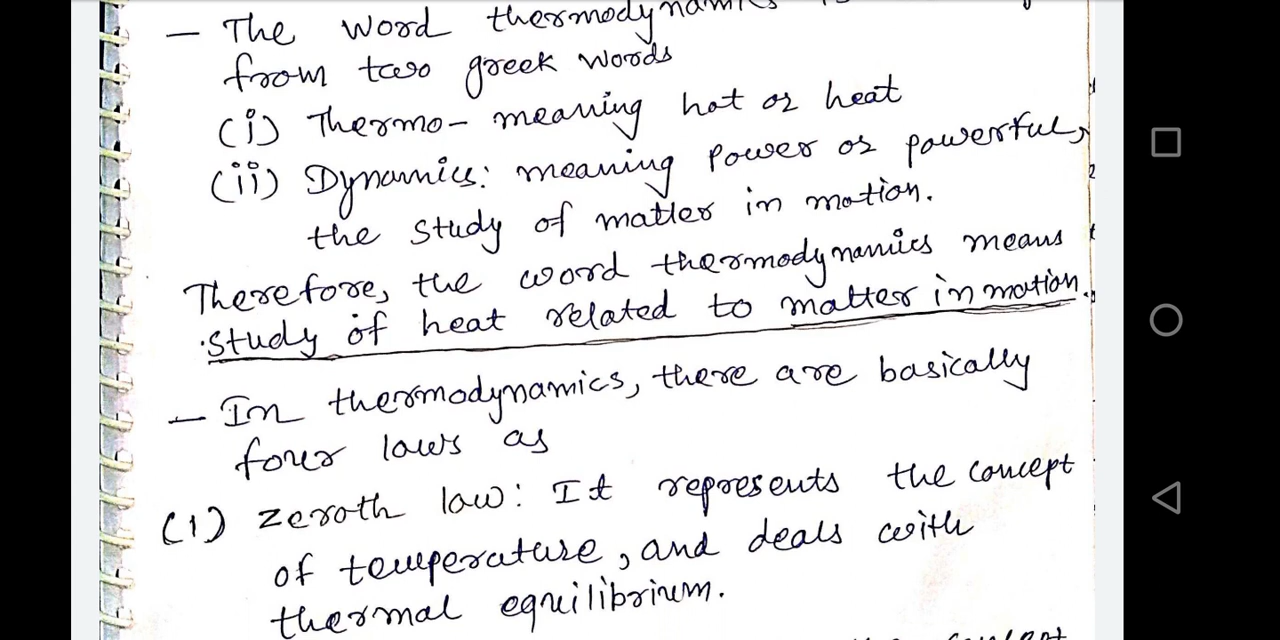 — The word thermodynamics
from two greek words
(i) Thermo - meaning hot or heat
(ii) Dynamics: meaning power or powerful,
the study of matter in motion.
Therefore, the word thermodynamics means
study of heat related to matter in motion.
— In thermodynamics, there are basically
four laws as
(1) Zeroth law: It represents the concept
of temperature, and deals with
thermal equilibrium.